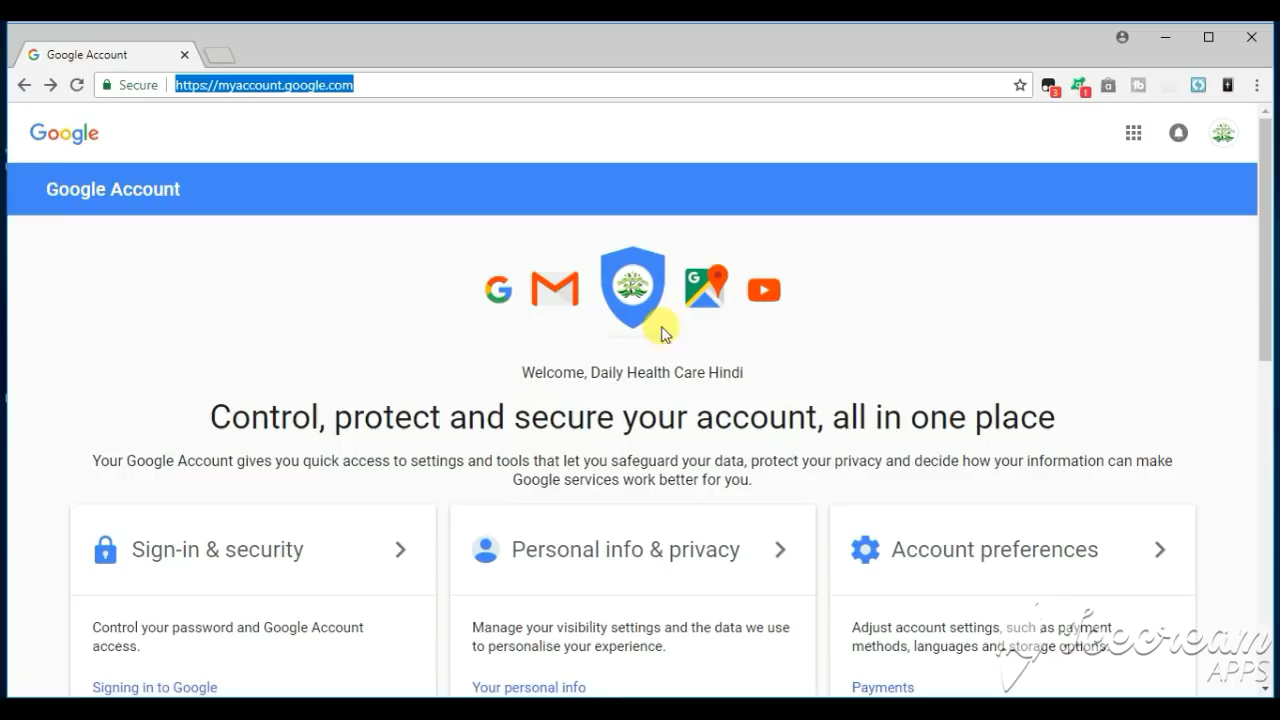 Google Account
Secure
https://myaccount.google.com
3
1
a
fb
Google
Google Account
G
G
Welcome, Daily Health Care Hindi
Control, protect and secure your account, all in one place
Your Google Account gives you quick access to settings and tools that let you safeguard your data, protect your privacy and decide how your information can make
Google services work better for you.
Sign-in & security
Personal info & privacy
Account preferences
Control your password and Google Account
access.
Signing in to Google
Manage your visibility settings and the data we use
to personalise your experience.
Your personal info
Adjust account settings, such as payment
methods, languages and storage options.
Payments
Icecream
APPS